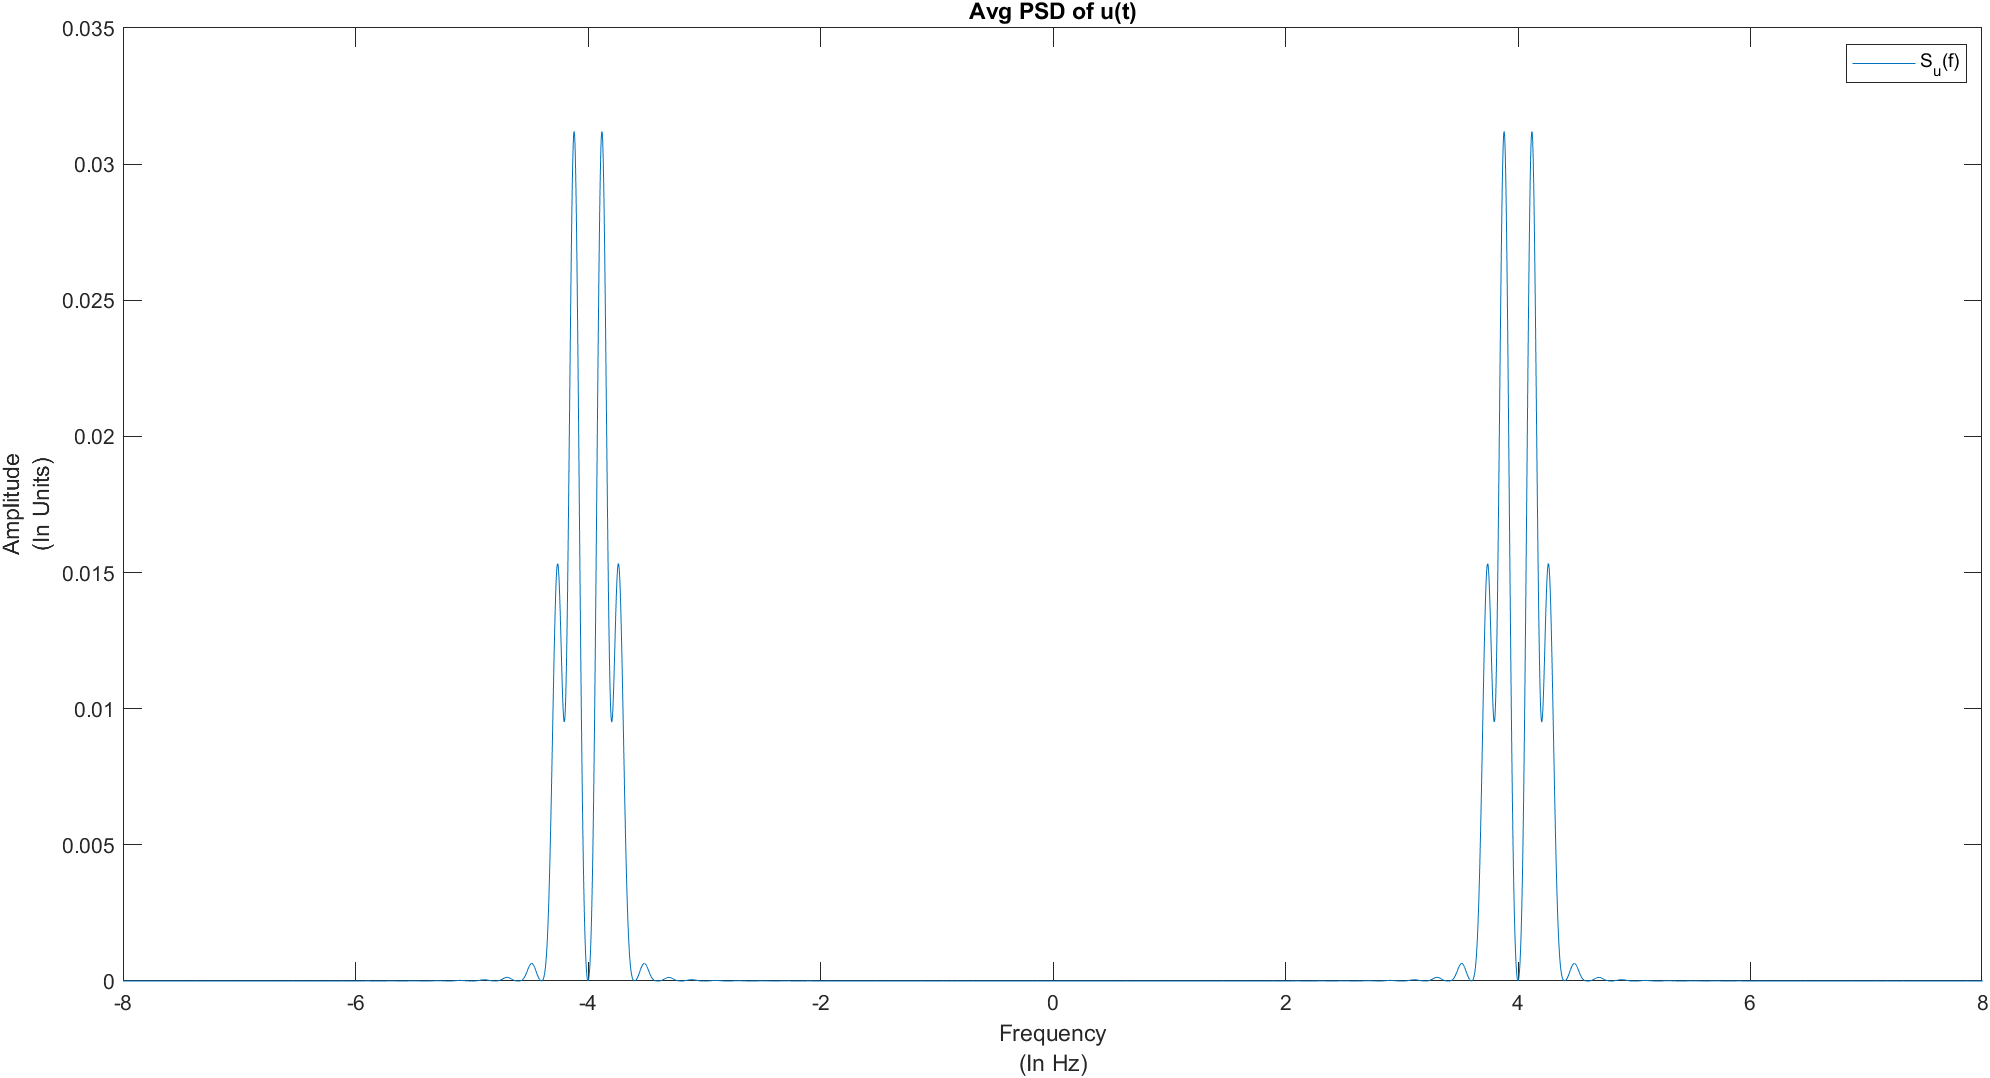 Avg PSD of u(t)
0.035
0.03
0.025
0.02
0.015
0.01
0.005
0
Amplitude
(In Units)
S_u(f)
-8 -6 -4 -2 0 2 4 6 8
Frequency
(In Hz)